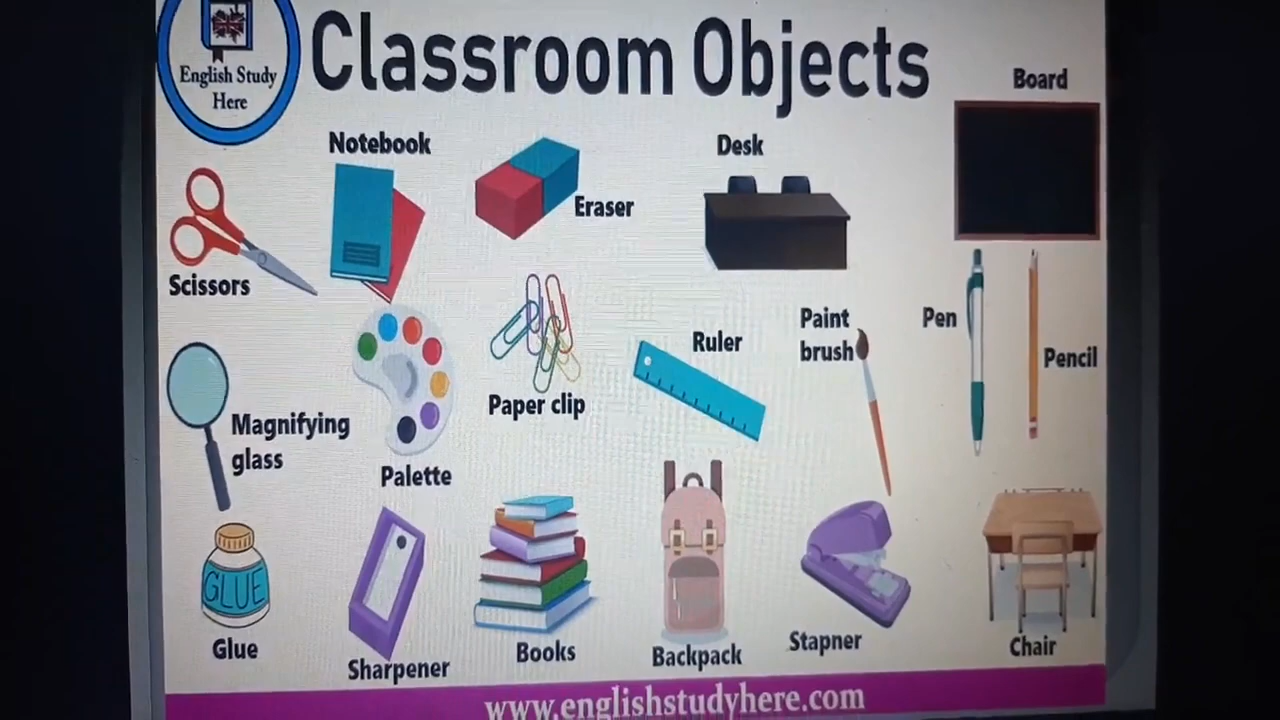 English Study
Here
Classroom Objects
Board
Notebook
Desk
Eraser
Scissors
Paint
brush
Pen
Ruler
Pencil
Paper clip
Magnifying
glass
Palette
GLUE
Glue
Sharpener
Books
Backpack
Stapner
Chair
www.englishstudyhere.com